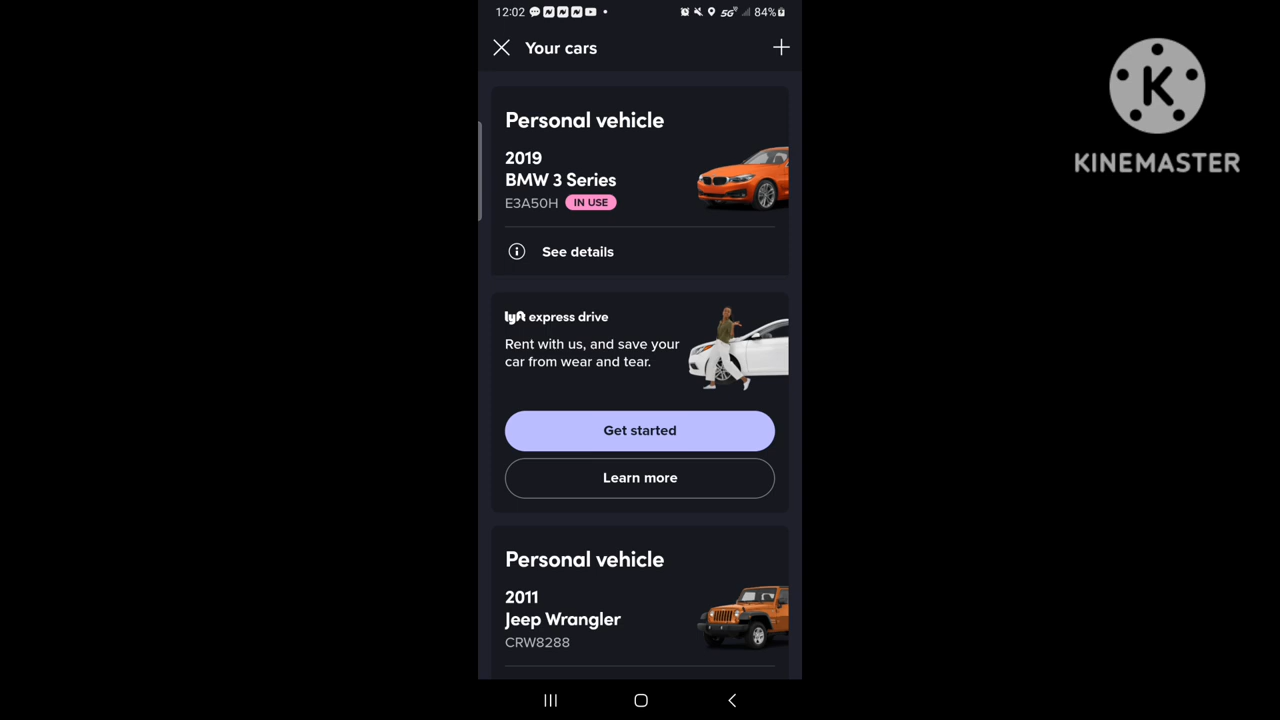 12:02
5G
84%
Your cars
Personal vehicle
2019
BMW 3 Series
E3A50H IN USE
See details
lyft express drive
Rent with us, and save your
car from wear and tear.
Get started
Learn more
Personal vehicle
2011
Jeep Wrangler
CRW8288
K
KINEMASTER